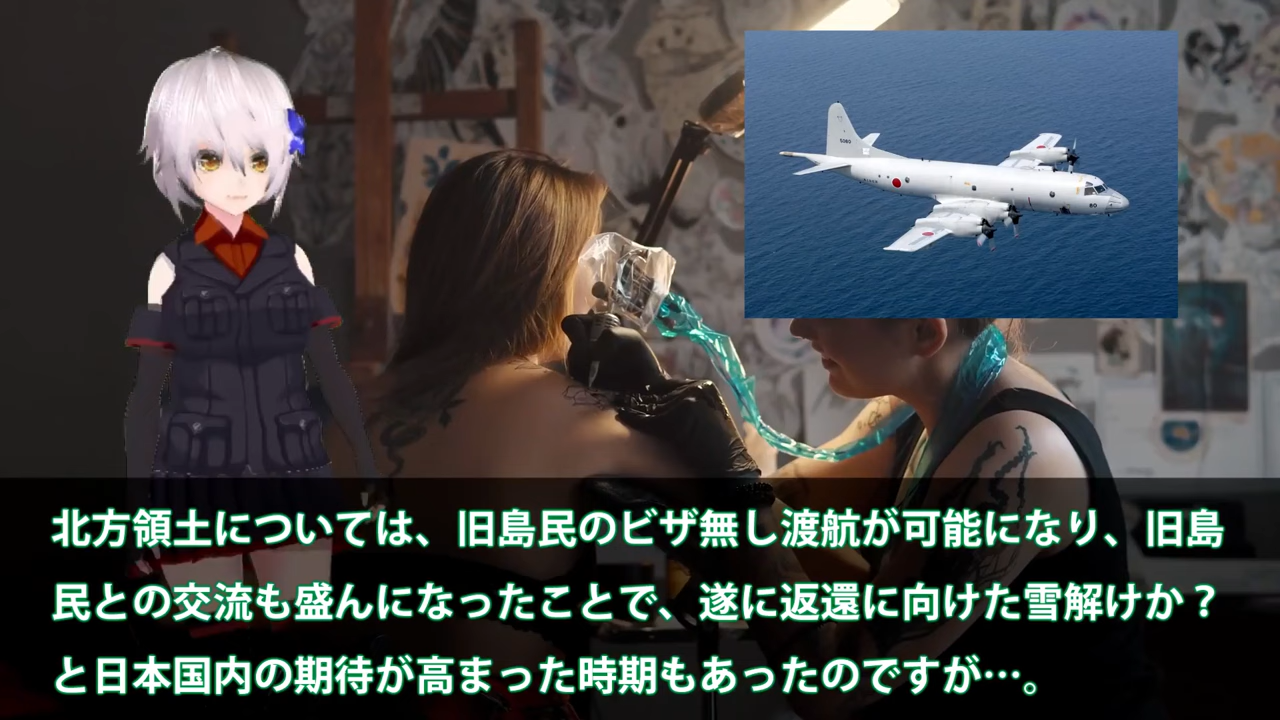 北方領土については、旧島民のビザ無し渡航が可能になり、旧島
民との交流も盛んになったことで、遂に返還に向けた雪解けか？
と日本国内の期待が高まった時期もあったのですが…。